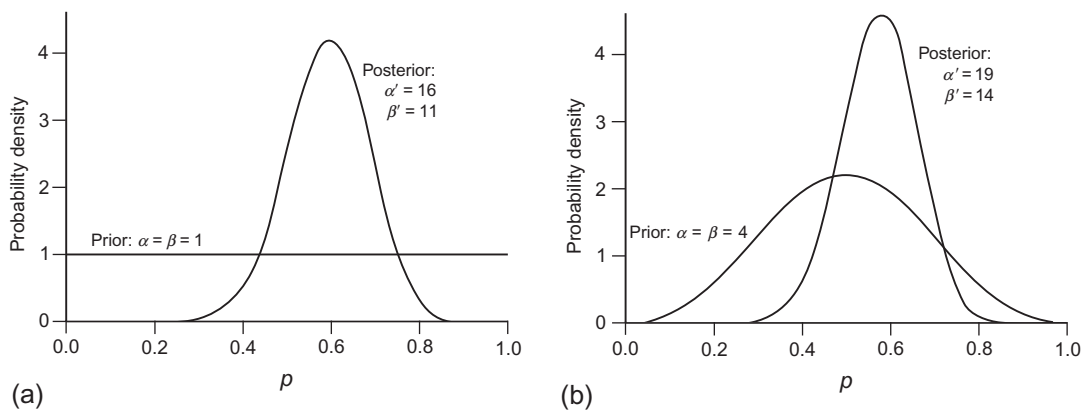 4
3
2
1
0
Probability density
Posterior:
α′ = 16
β′ = 11
Prior: α = β = 1
0.0 0.2 0.4 0.6 0.8 1.0
p
(a)
4
3
2
1
0
Probability density
Posterior:
α′ = 19
β′ = 14
Prior: α = β = 4
0.0 0.2 0.4 0.6 0.8 1.0
p
(b)